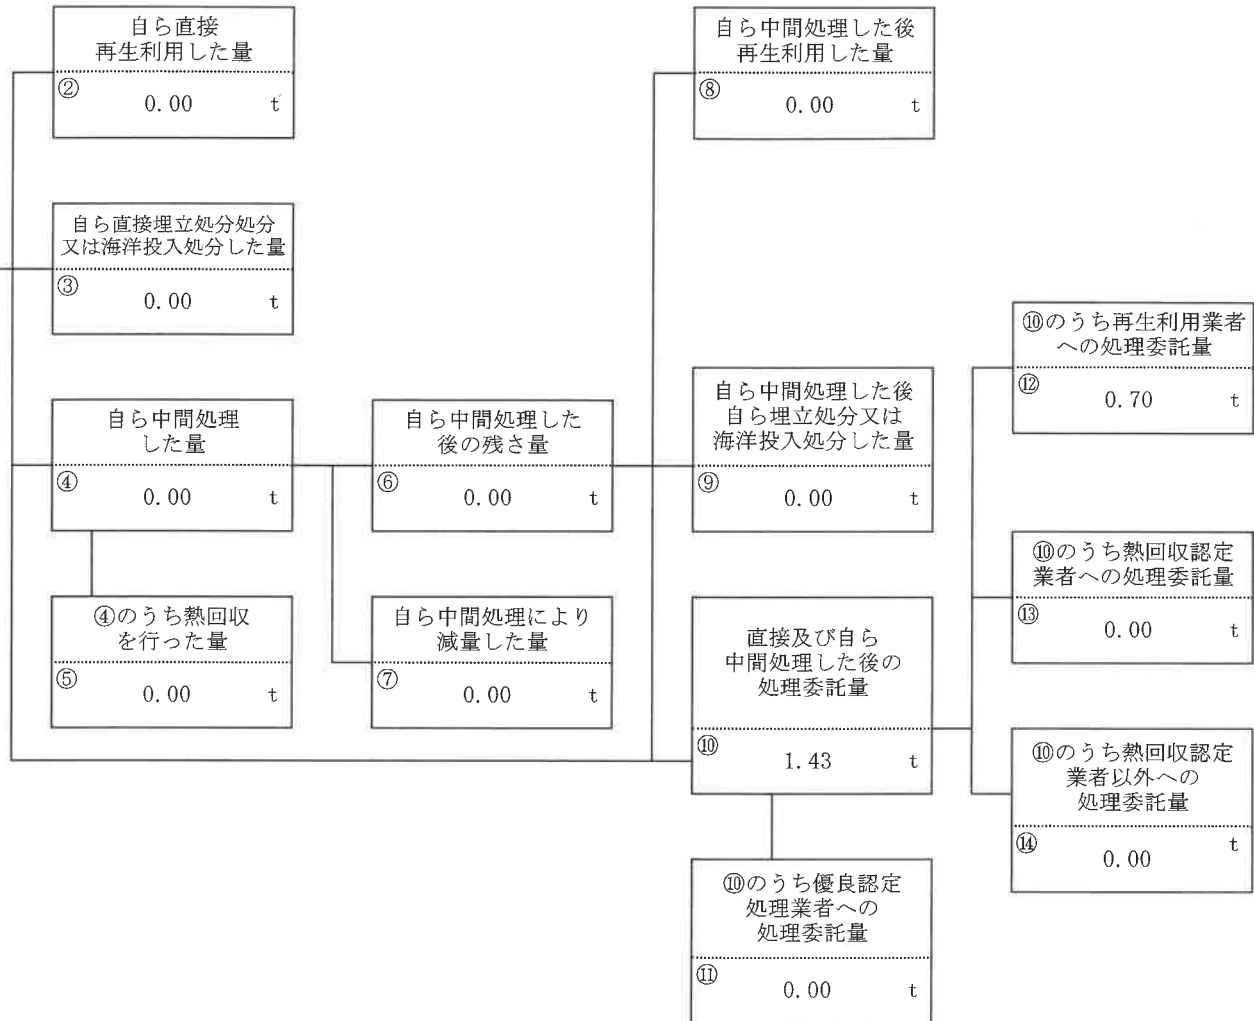 自ら直接
再生利用した量
② 0.00 t
自ら中間処理した後
再生利用した量
⑧ 0.00 t
自ら直接埋立処分処分
又は海洋投入処分した量
③ 0.00 t
⑩のうち再生利用業者
への処理委託量
⑫ 0.70 t
自ら中間処理
した量
④ 0.00 t
自ら中間処理した
後の残さ量
⑥ 0.00 t
自ら中間処理した後
自ら埋立処分又は
海洋投入処分した量
⑨ 0.00 t
⑩のうち熱回収認定
業者への処理委託量
⑬ 0.00 t
④のうち熱回収
を行った量
⑤ 0.00 t
自ら中間処理により
減量した量
⑦ 0.00 t
直接及び自ら
中間処理した後の
処理委託量
⑩ 1.43 t
⑩のうち熱回収認定
業者以外への
処理委託量
⑭ 0.00 t
⑩のうち優良認定
処理業者への
処理委託量
⑪ 0.00 t